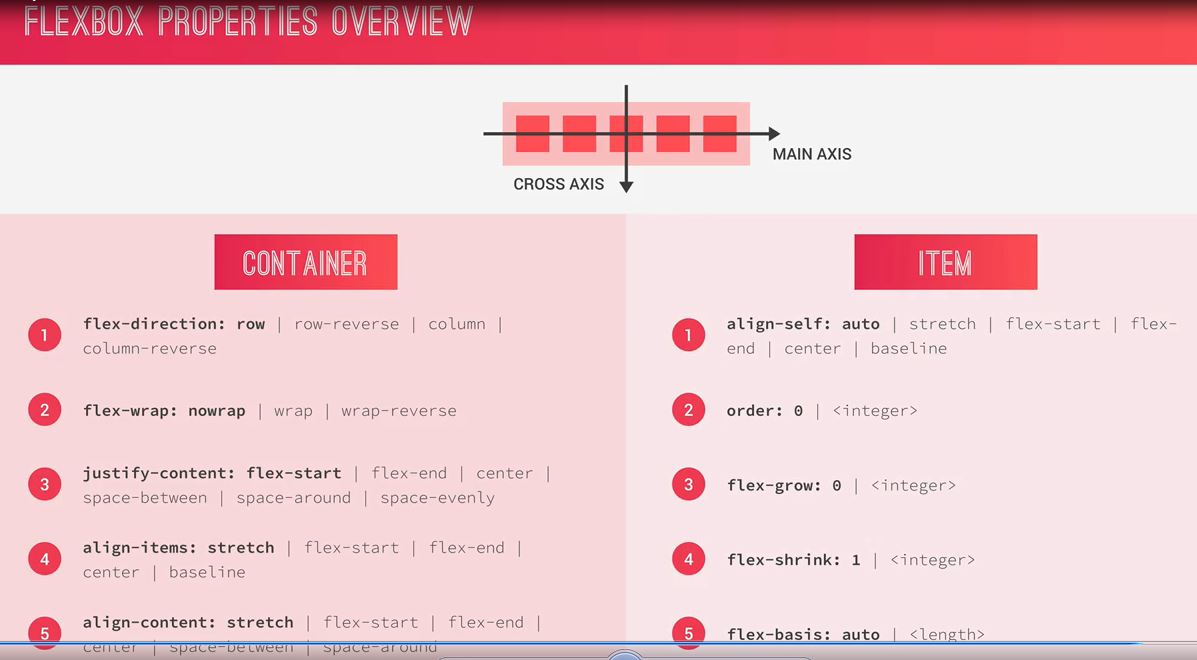 FLEXBOX PROPERTIES OVERVIEW
MAIN AXIS
CROSS AXIS
CONTAINER
1 flex-direction: row | row-reverse | column |
column-reverse
2 flex-wrap: nowrap | wrap | wrap-reverse
3 justify-content: flex-start | flex-end | center |
space-between | space-around | space-evenly
4 align-items: stretch | flex-start | flex-end |
center | baseline
5 align-content: stretch | flex-start | flex-end |
center | space-between | space-around
ITEM
1 align-self: auto | stretch | flex-start | flex-
end | center | baseline
2 order: 0 | <integer>
3 flex-grow: 0 | <integer>
4 flex-shrink: 1 | <integer>
5 flex-basis: auto | <length>